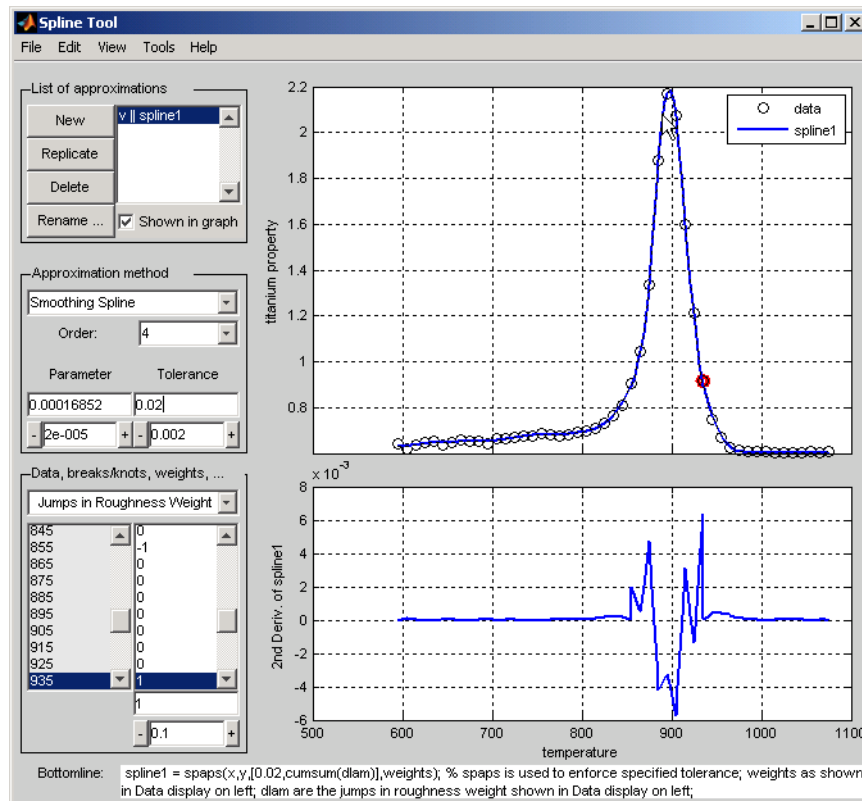 Spline Tool
File Edit View Tools Help
List of approximations
New
Replicate
Delete
Rename ...
v || spline1
Shown in graph
Approximation method
Smoothing Spline
Order: 4
Parameter Tolerance
0.00016852 0.02
- 2e-005 + - 0.002 +
Data, breaks/knots, weights, ...
Jumps in Roughness Weight
845 0
855 -1
865 0
875 0
885 0
895 0
905 0
915 0
925 0
935 1
1
- 0.1 +
2.2
2
1.8
1.6
1.4
1.2
1
0.8
titanium property
data
spline1
600 700 800 900 1000
x 10^-3
8
6
4
2
0
-2
-4
-6
2nd Deriv. of spline1
500 600 700 800 900 1000 1100
temperature
Bottomline: spline1 = spaps(x,y,[0.02,cumsum(dlam)],weights); % spaps is used to enforce specified tolerance; weights as shown
in Data display on left; dlam are the jumps in roughness weight shown in Data display on left;